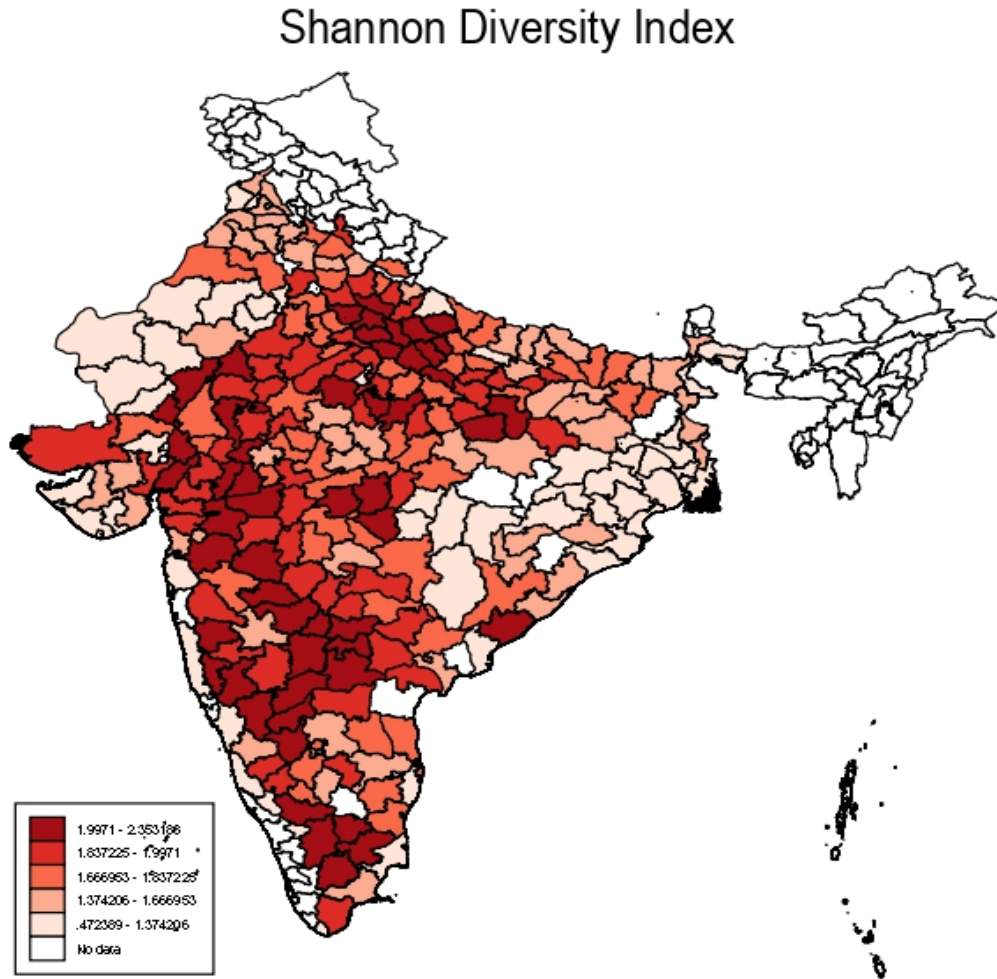 Shannon Diversity Index
1.9971 - 2.353186
1.837225 - 1.9971
1.666953 - 1.837225
1.374206 - 1.666953
.472389 - 1.374206
No data